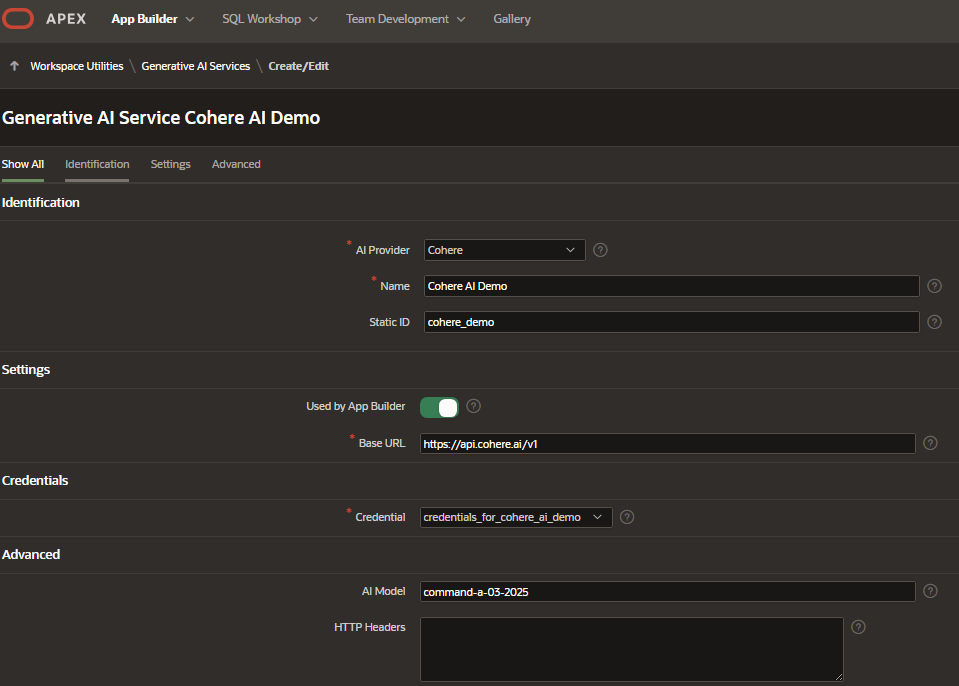 APEX App Builder SQL Workshop Team Development Gallery
Workspace Utilities \ Generative AI Services \ Create/Edit
Generative AI Service Cohere AI Demo
Show All Identification Settings Advanced
Identification
* AI Provider Cohere ?
* Name Cohere AI Demo ?
Static ID cohere_demo ?
Settings
Used by App Builder ?
* Base URL https://api.cohere.ai/v1 ?
Credentials
* Credential credentials_for_cohere_ai_demo ?
Advanced
AI Model command-a-03-2025 ?
HTTP Headers ?